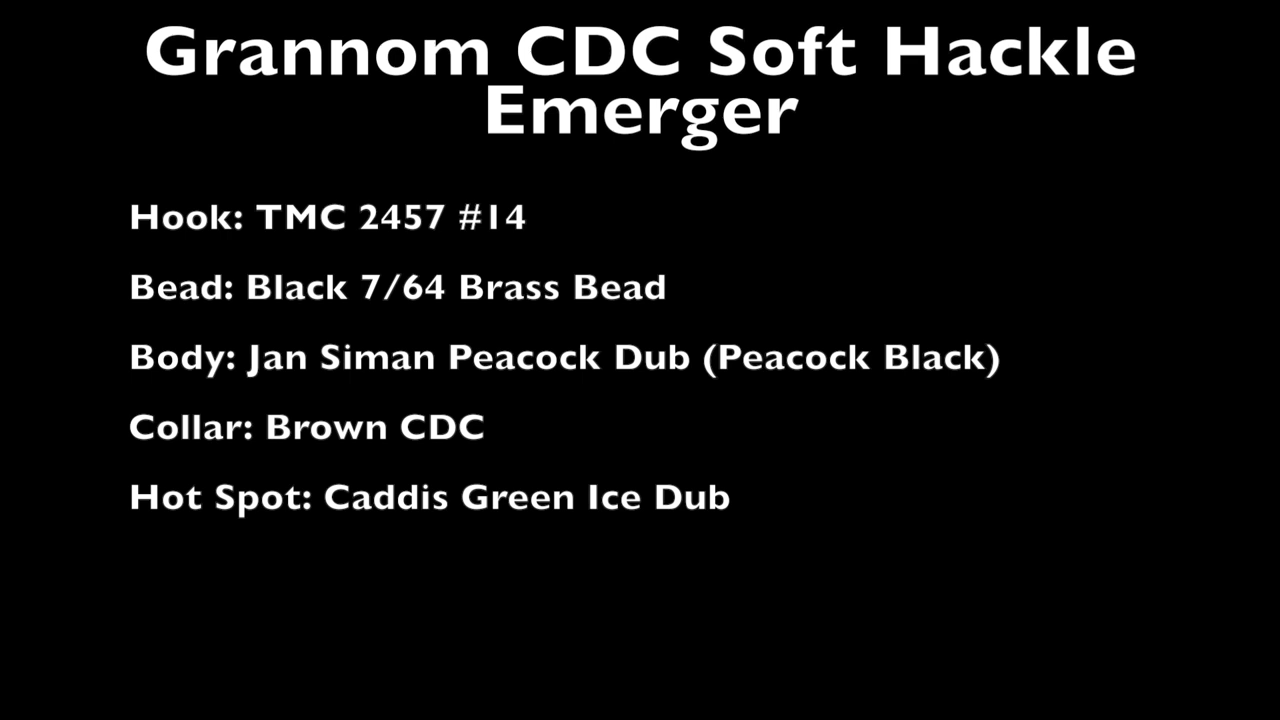 Grannom CDC Soft Hackle
Emerger
Hook: TMC 2457 #14
Bead: Black 7/64 Brass Bead
Body: Jan Siman Peacock Dub (Peacock Black)
Collar: Brown CDC
Hot Spot: Caddis Green Ice Dub